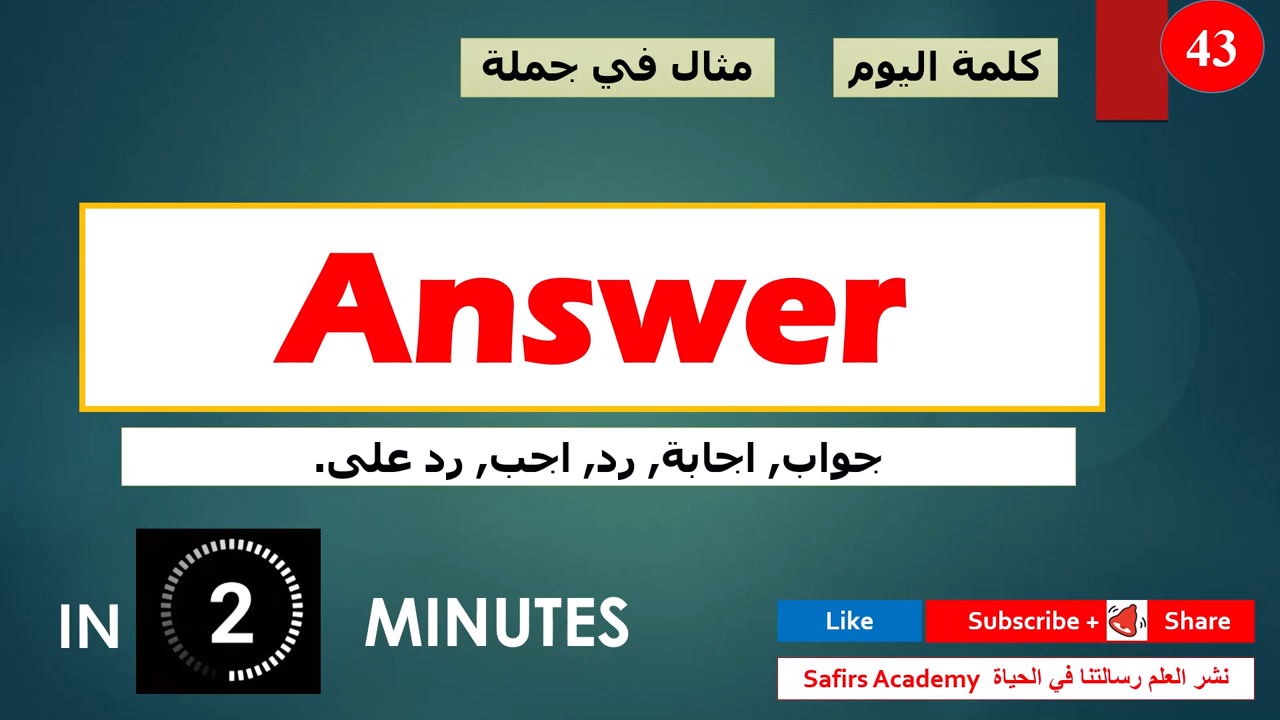 43
كلمة اليوم
مثال في جملة
Answer
جواب, اجابة, رد, اجب, رد على.
IN 2 MINUTES
Like Subscribe + Share
Safirs Academy نشر العلم رسالتنا في الحياة